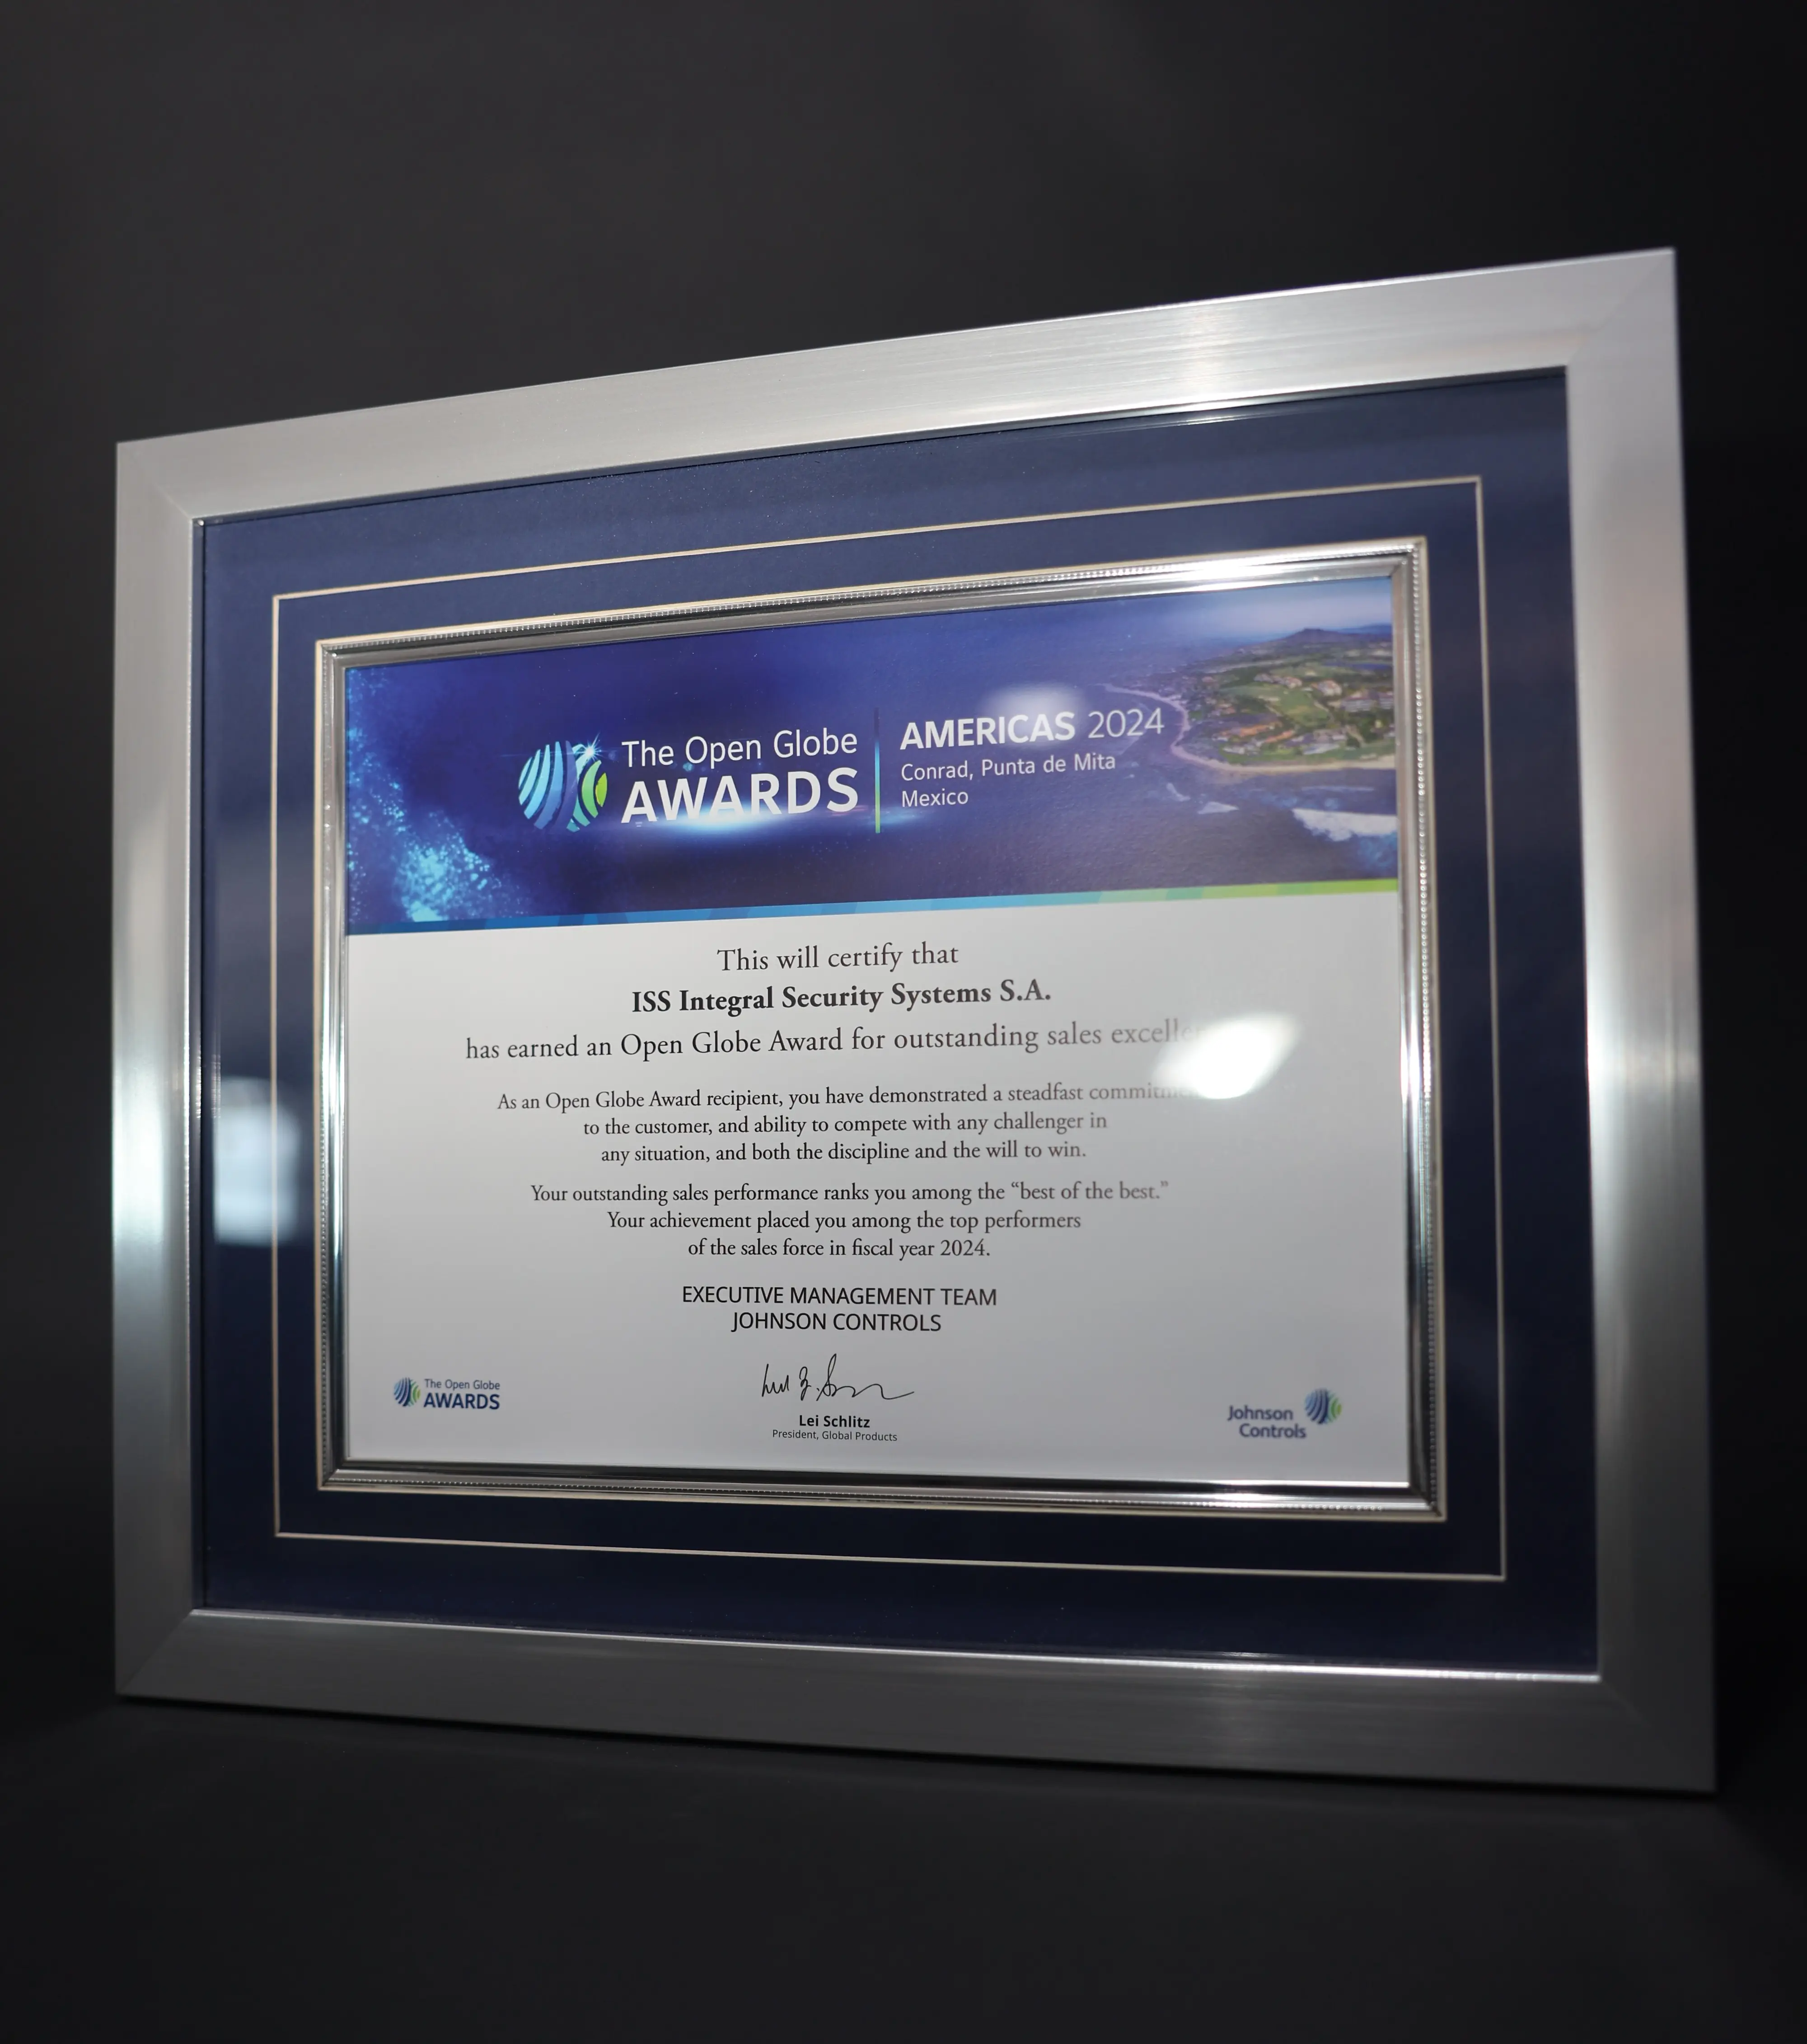 The Open Globe
AWARDS
AMERICAS 2024
Conrad, Punta de Mita
Mexico
This will certify that
ISS Integral Security Systems S.A.
has earned an Open Globe Award for outstanding sales
As an Open Globe Award recipient, you have demonstrated a steadfast
to the customer, and ability to compete with any challenger in
any situation, and both the discipline and the will to win.
Your outstanding sales performance ranks you among the “best of the best.”
Your achievement placed you among the top performers
of the sales force in fiscal year 2024.
EXECUTIVE MANAGEMENT TEAM
JOHNSON CONTROLS
The Open Globe
AWARDS
Lei Schlitz
President, Global Products
Johnson
Controls